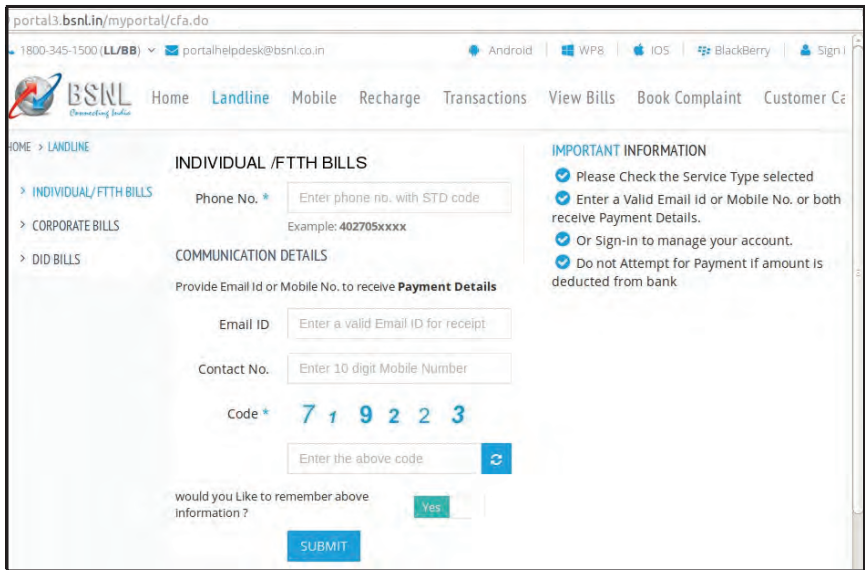 portal3.bsnl.in/myportal/cfa.do
1800-345-1500 (LL/BB) portalhelpdesk@bsnl.co.in Android WP8 IOS BlackBerry Sign
BSNL
Connecting India
Home Landline Mobile Recharge Transactions View Bills Book Complaint Customer Ca
HOME > LANDLINE
> INDIVIDUAL/ FTTH BILLS
> CORPORATE BILLS
> DID BILLS
INDIVIDUAL /FTTH BILLS
Phone No. * Enter phone no. with STD code
Example: 402705xxxx
COMMUNICATION DETAILS
Provide Email Id or Mobile No. to receive Payment Details
Email ID Enter a valid Email ID for receipt
Contact No. Enter 10 digit Mobile Number
Code * 7 1 9 2 2 3
Enter the above code
would you Like to remember above
information ? Yes
SUBMIT
IMPORTANT INFORMATION
Please Check the Service Type selected
Enter a Valid Email id or Mobile No. or both
receive Payment Details.
Or Sign-in to manage your account.
Do not Attempt for Payment if amount is
deducted from bank